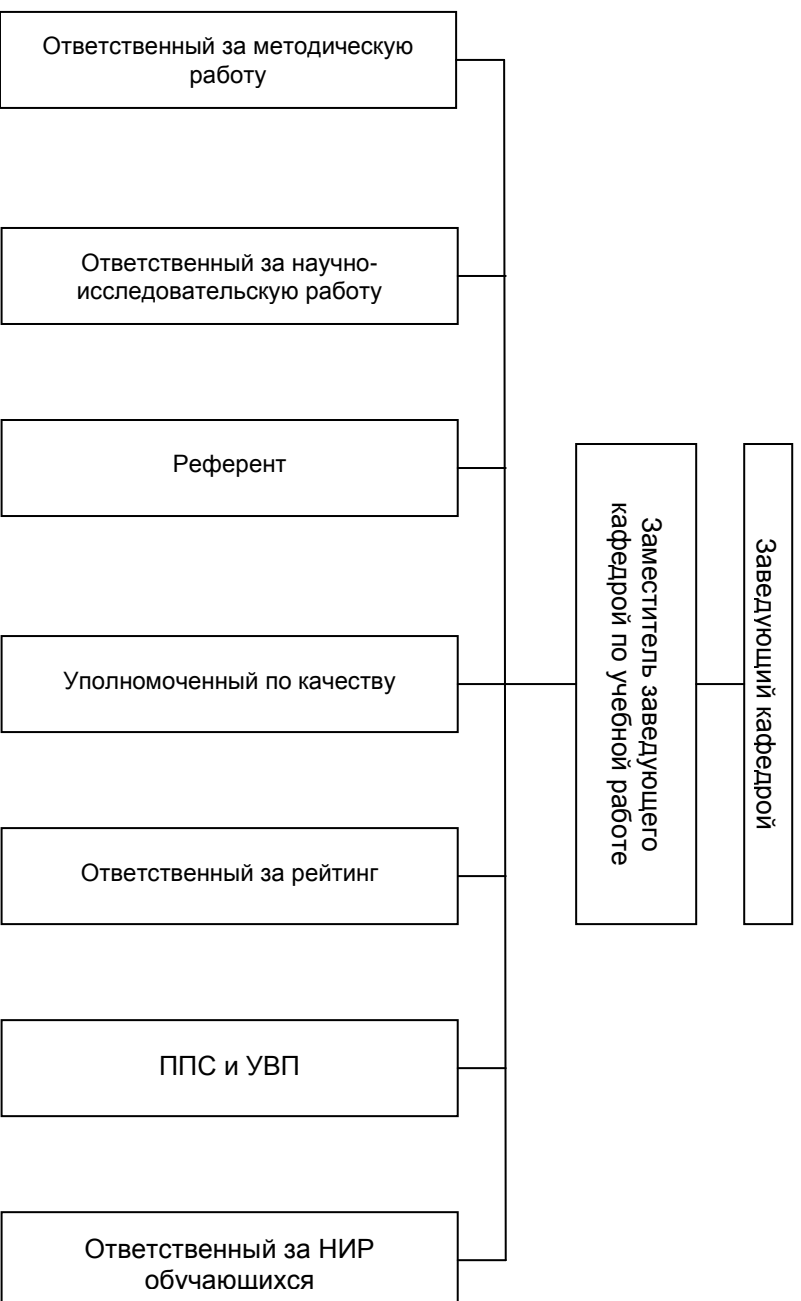 Ответственный за методическую
работу
Ответственный за научно-
исследовательскую работу
Референт
Уполномоченный по качеству
Ответственный за рейтинг
ППС и УВП
Ответственный за НИР
обучающихся
Заместитель заведующего
кафедрой по учебной работе
Заведующий кафедрой